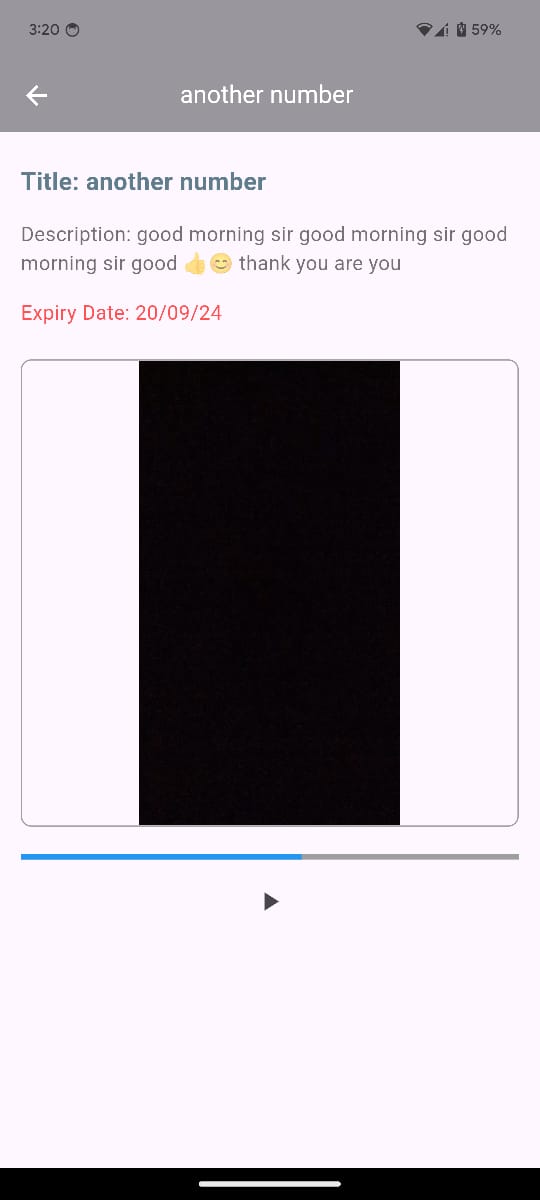 3:20
59%
another number
Title: another number
Description: good morning sir good morning sir good
morning sir good 👍😊 thank you are you
Expiry Date: 20/09/24